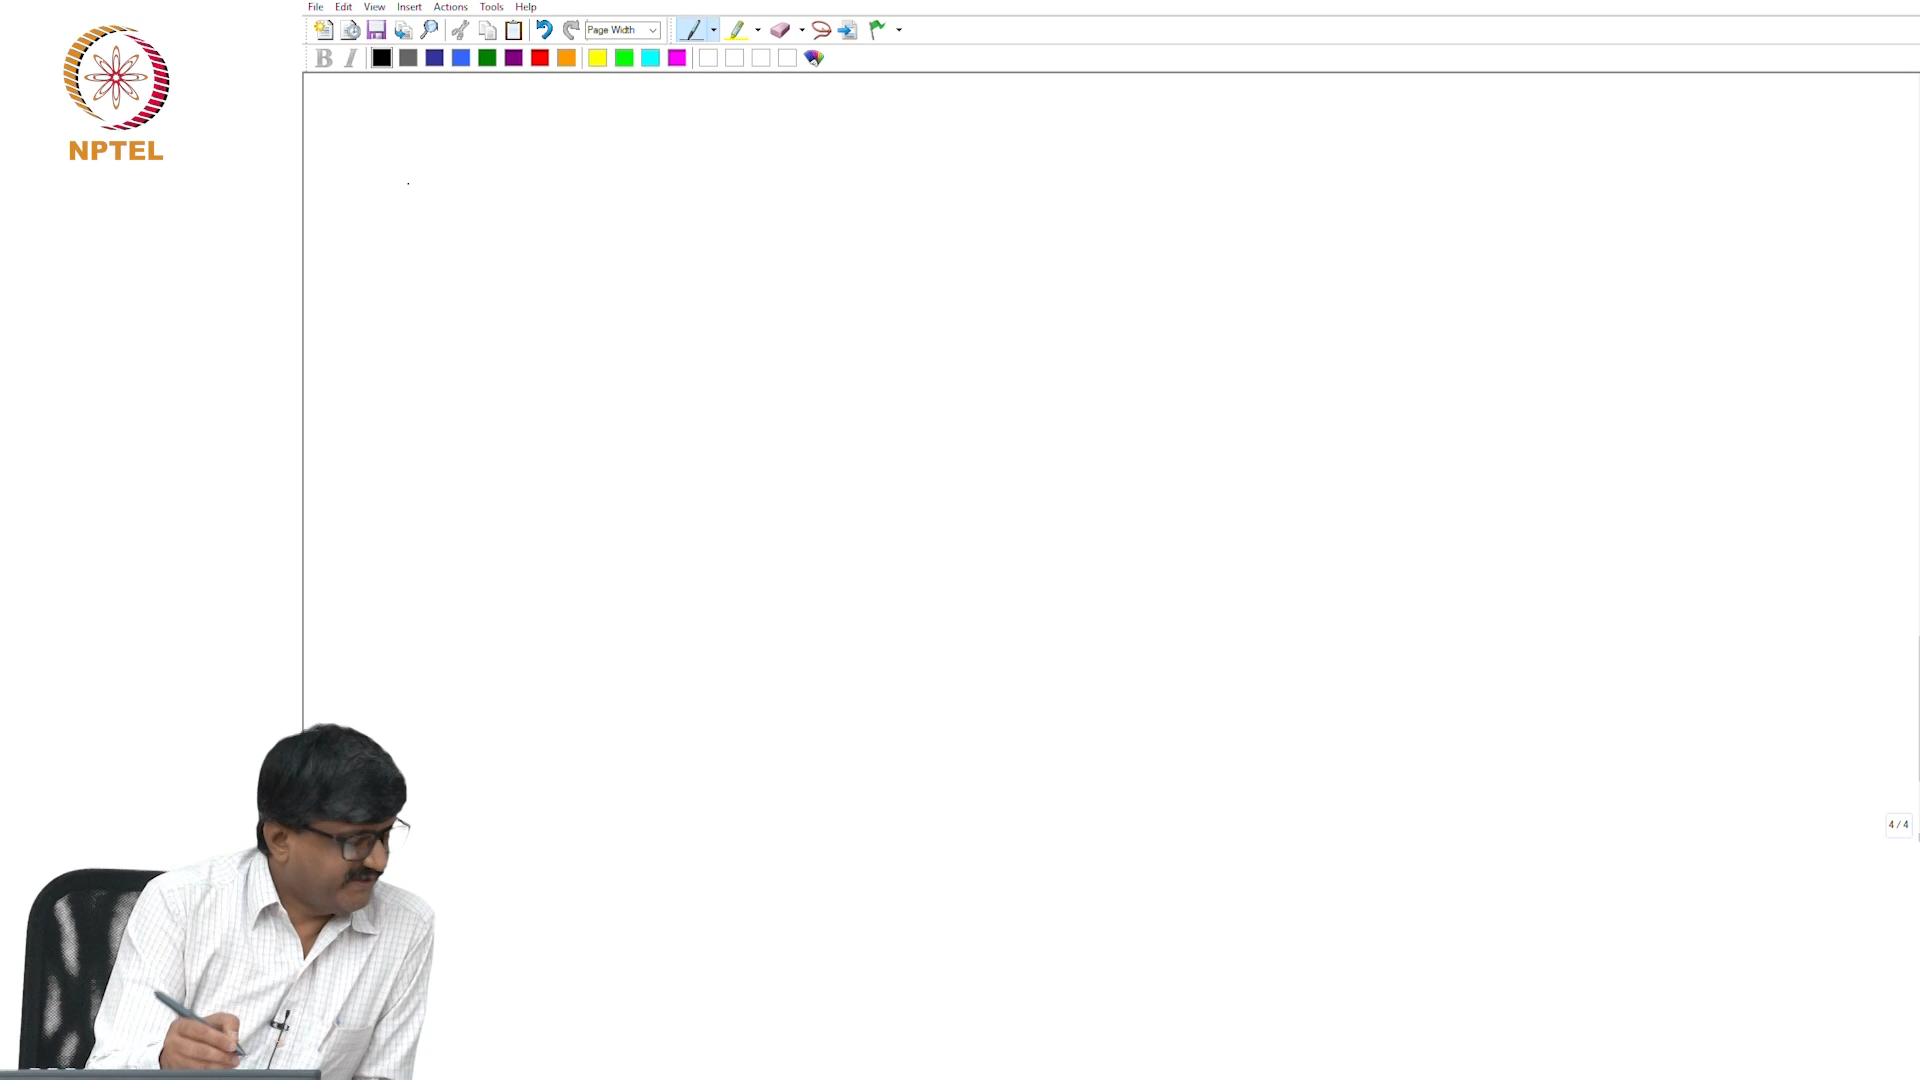 File Edit View Insert Actions Tools Help
Page Width
B I
NPTEL
4 / 4